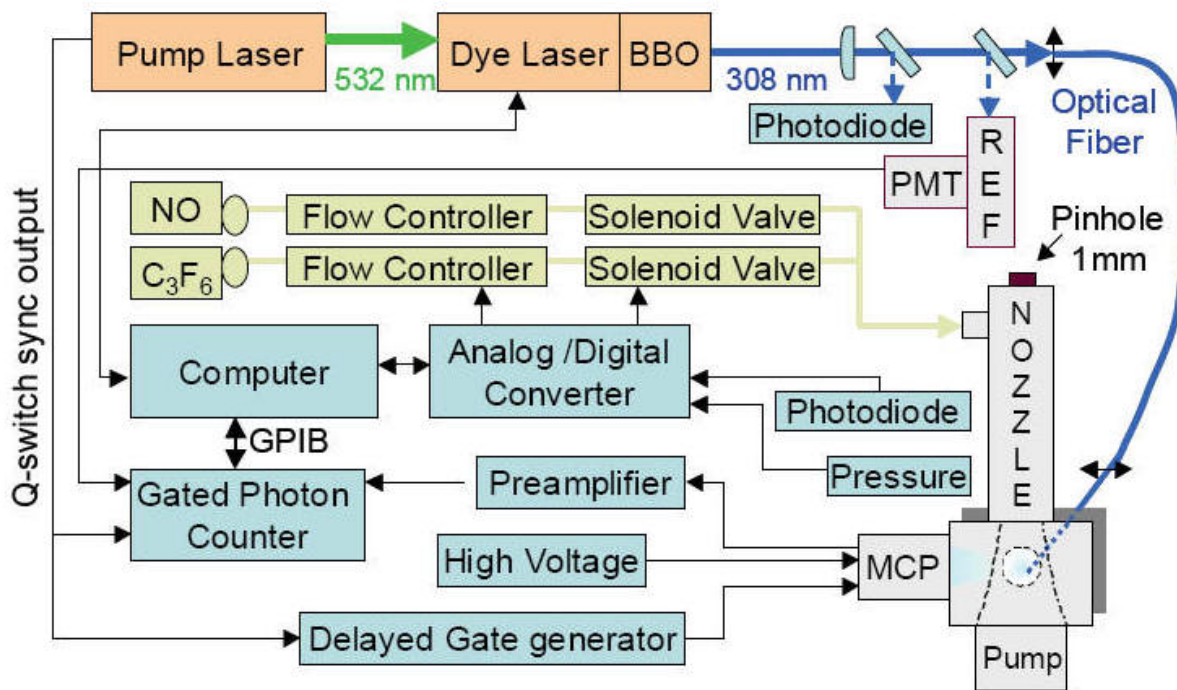 Pump Laser
532 nm
Dye Laser
BBO
308 nm
Optical
Fiber
Photodiode
R
E
F
PMT
Q-switch sync output
NO
Flow Controller
Solenoid Valve
Pinhole
1mm
C₃F₆
Flow Controller
Solenoid Valve
N
O
Z
Z
L
E
Computer
Analog /Digital
Converter
Photodiode
GPIB
Pressure
Gated Photon
Counter
Preamplifier
High Voltage
MCP
Delayed Gate generator
Pump